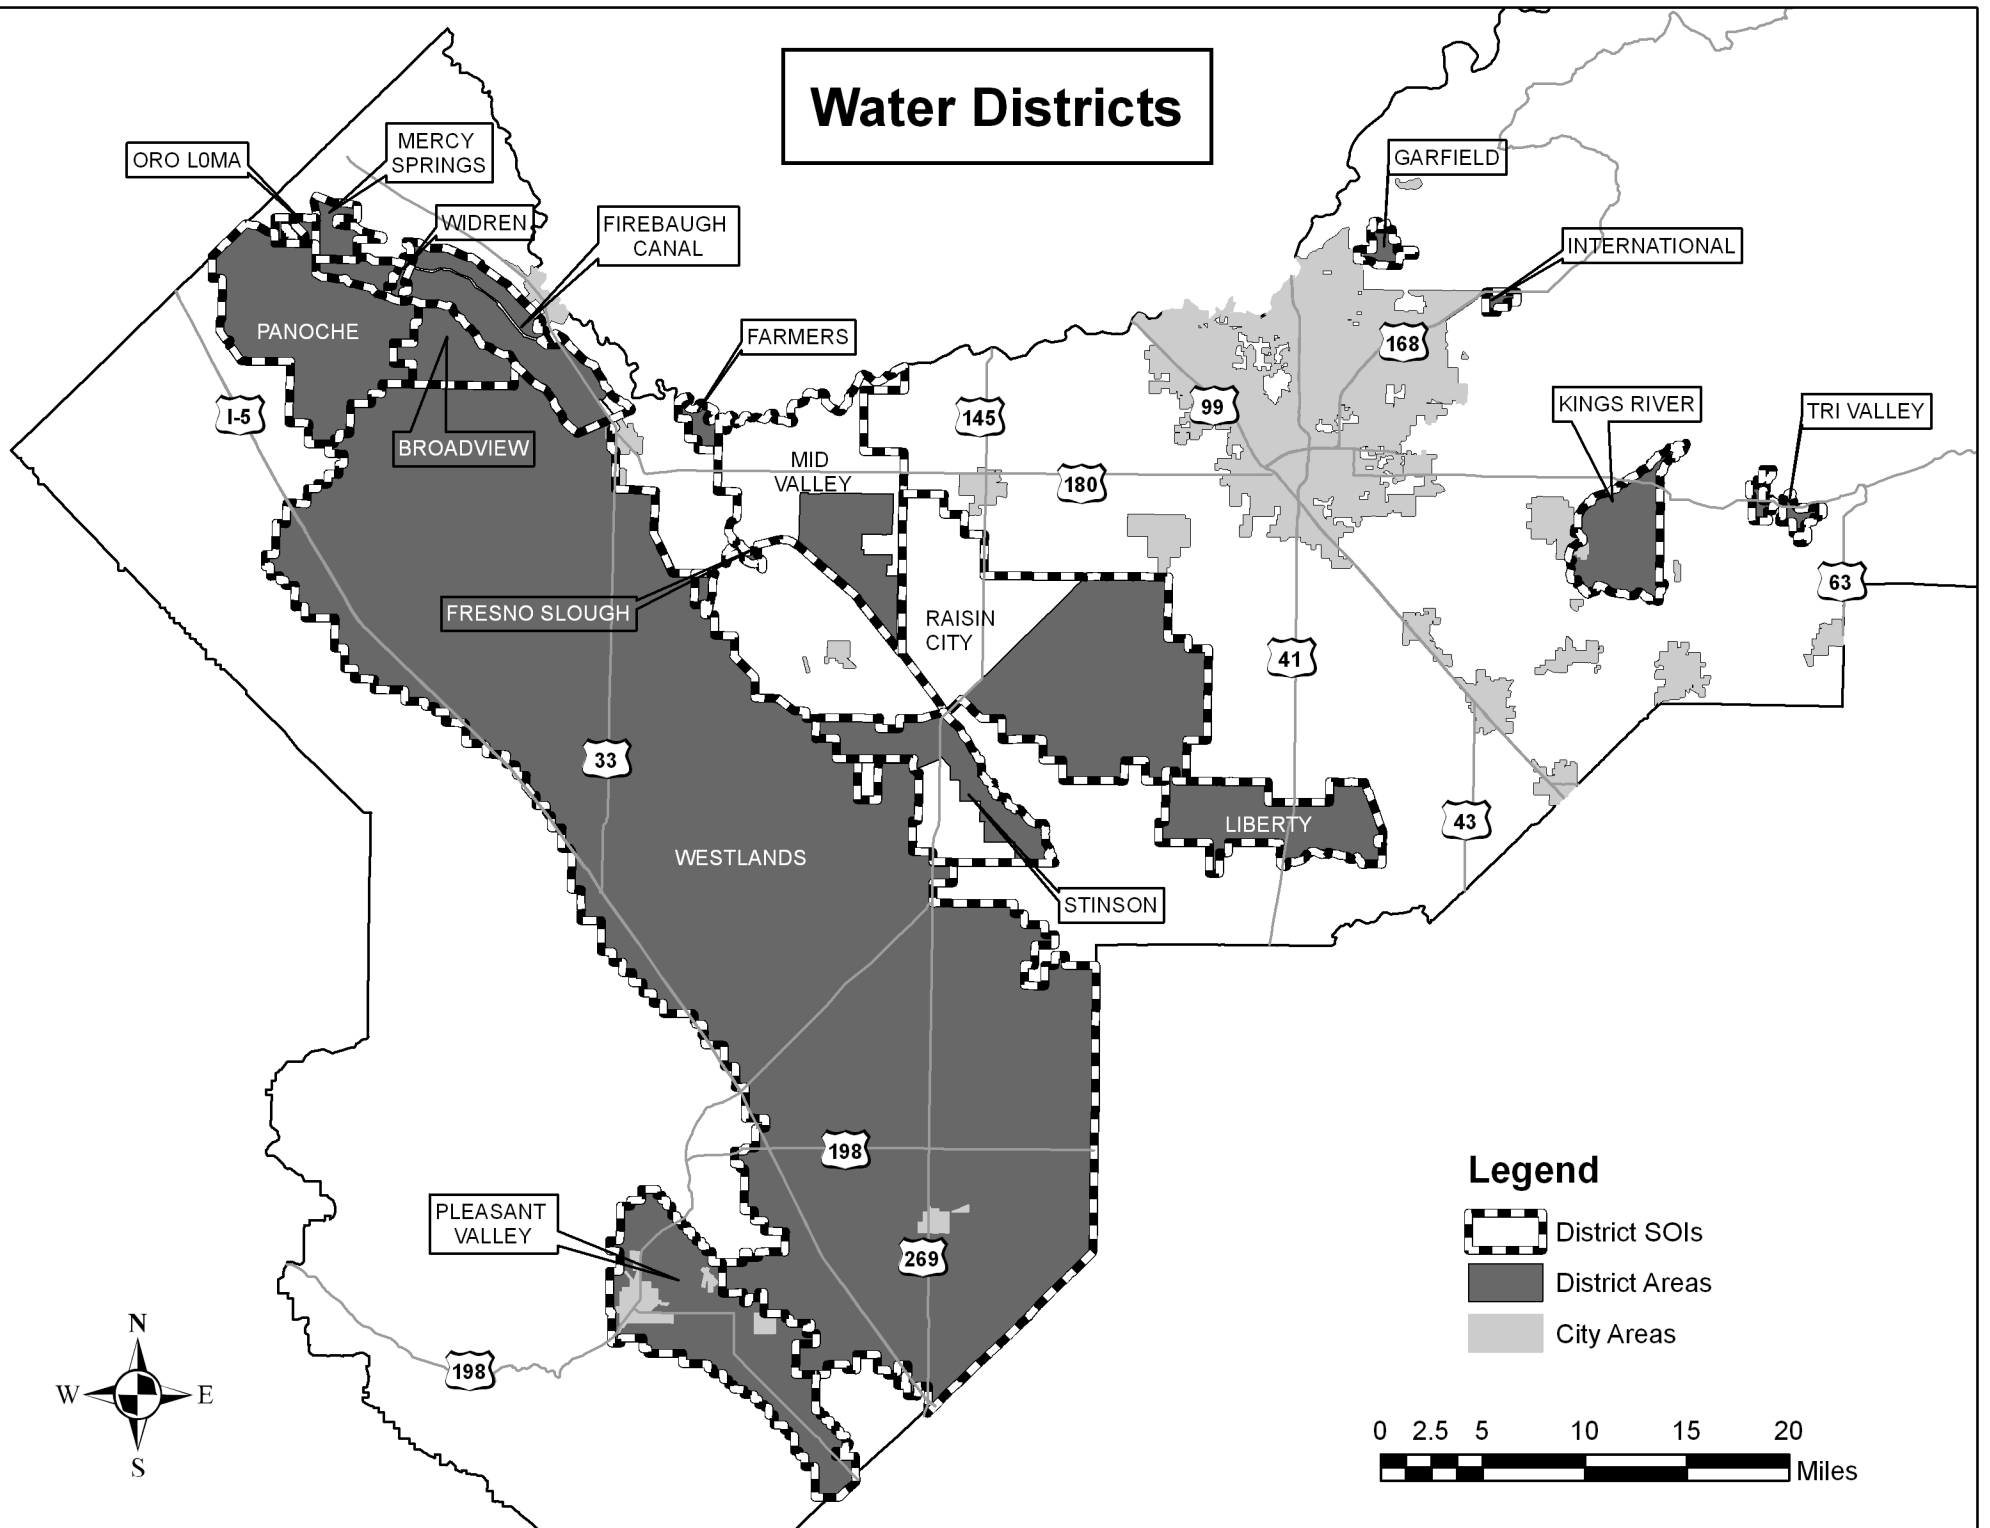 Water Districts
ORO L0MA
MERCY
SPRINGS
WIDREN
FIREBAUGH
CANAL
GARFIELD
INTERNATIONAL
PANOCHE
FARMERS
168
I-5
145
99
KINGS RIVER
TRI VALLEY
BROADVIEW
MID
VALLEY
180
63
FRESNO SLOUGH
RAISIN
CITY
41
33
LIBERTY
43
WESTLANDS
STINSON
198
PLEASANT
VALLEY
269
198
Legend
District SOIs
District Areas
City Areas
N
W
E
S
0 2.5 5 10 15 20
Miles